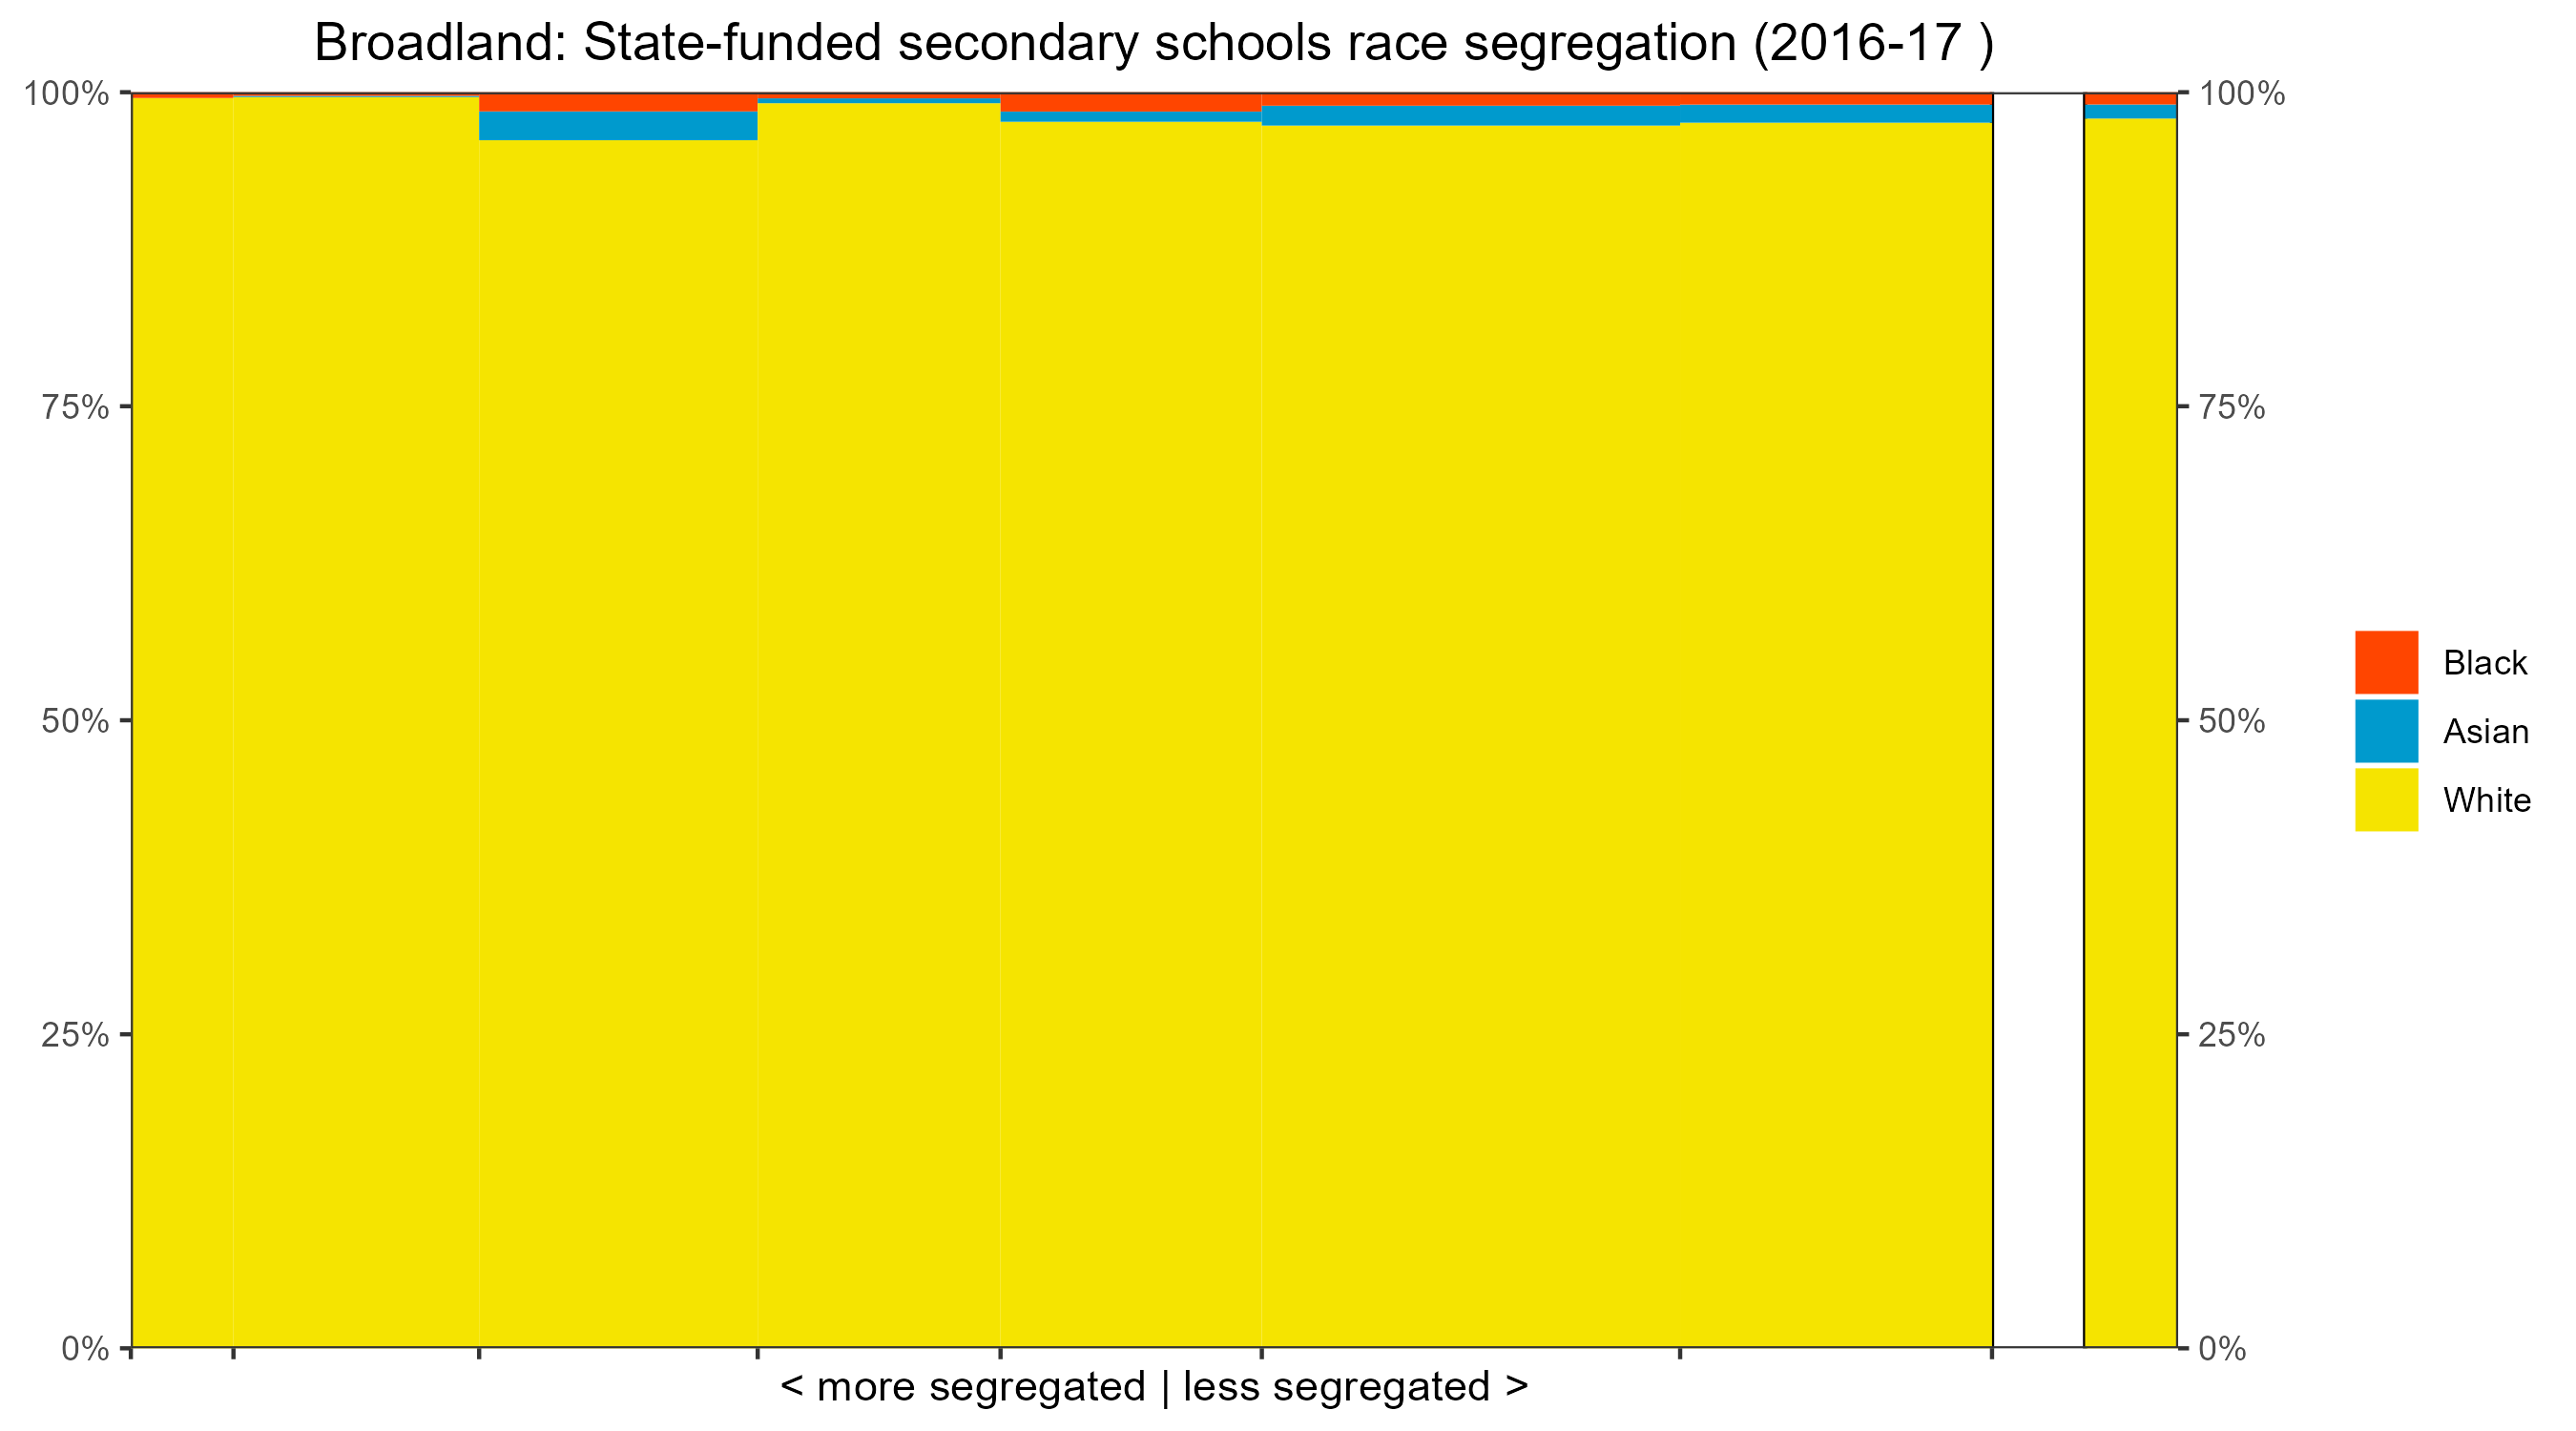 Broadland: State-funded secondary schools race segregation (2016-17 )
100%
75%
50%
25%
0%
100%
75%
50%
25%
0%
Black
Asian
White
< more segregated | less segregated >